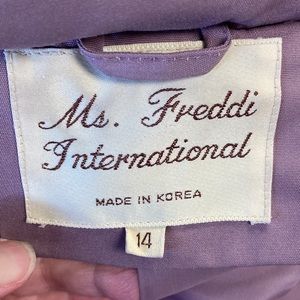 Ms. Freddi
International
MADE IN KOREA
14